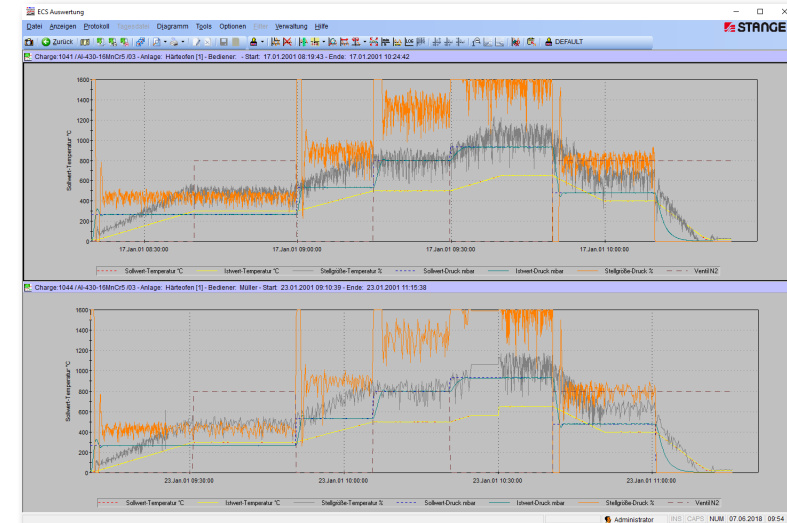 ECS Auswertung
Datei Anzeigen Protokoll Tagesdatei Djagramm Tools Optionen Filter Verwaltung Hilfe
STANGE
Zurück DEFAULT
Charge:1041 /AI-430-16MnCr5 /03 - Anlage: Härteofen [1] - Bediener: - Start: 17.01.2001 08:19:43 - Ende: 17.01.2001 10:24:42
Sollwert-Temperatur °C
1600
1400
1200
1000
800
600
400
200
0
17.Jan.01 08:30:00 17.Jan.01 09:00:00 17.Jan.01 09:30:00 17.Jan.01 10:00:00
Sollwert-Temperatur °C Istwert-Temperatur °C Stellgröße-Temperatur % Sollwert-Druck mbar Istwert-Druck mbar Stellgröße-Druck % Ventil N2
Charge:1044 /AI-430-16MnCr5 /03 - Anlage: Härteofen [1] - Bediener: Müller - Start: 23.01.2001 09:10:39 - Ende: 23.01.2001 11:15:38
Sollwert-Temperatur °C
1600
1400
1200
1000
800
600
400
200
0
23.Jan.01 09:30:00 23.Jan.01 10:00:00 23.Jan.01 10:30:00 23.Jan.01 11:00:00
Sollwert-Temperatur °C Istwert-Temperatur °C Stellgröße-Temperatur % Sollwert-Druck mbar Istwert-Druck mbar Stellgröße-Druck % Ventil N2
Administrator INS CAPS NUM 07.06.2018 09:54